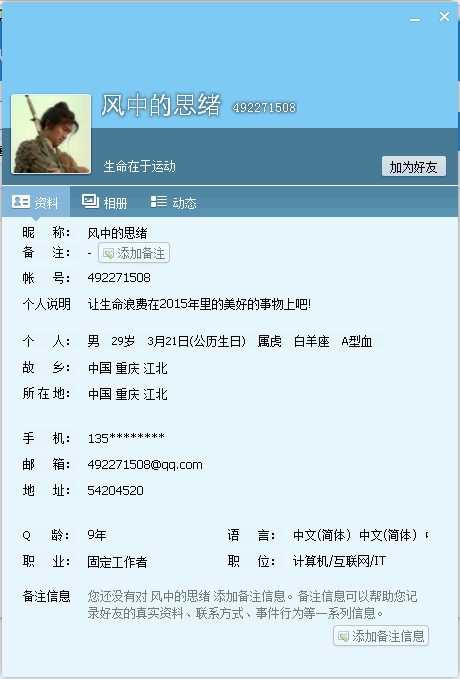 风中的思绪 492271508
生命在于运动
加为好友
资料 相册 动态
昵 称： 风中的思绪
备 注： - 添加备注
帐 号： 492271508
个人说明 让生命浪费在2015年里的美好的事物上吧!
个 人： 男 29岁 3月21日(公历生日) 属虎 白羊座 A型血
故 乡： 中国 重庆 江北
所在地： 中国 重庆 江北
手 机： 135********
邮 箱： 492271508@qq.com
地 址： 54204520
Q 龄： 9年 语 言： 中文(简体) 中文(简体)
职 业： 固定工作者 职 位： 计算机/互联网/IT
备注信息 您还没有对 风中的思绪 添加备注信息。备注信息可以帮助您记
录好友的真实资料、联系方式、事件行为等一系列信息。
添加备注信息